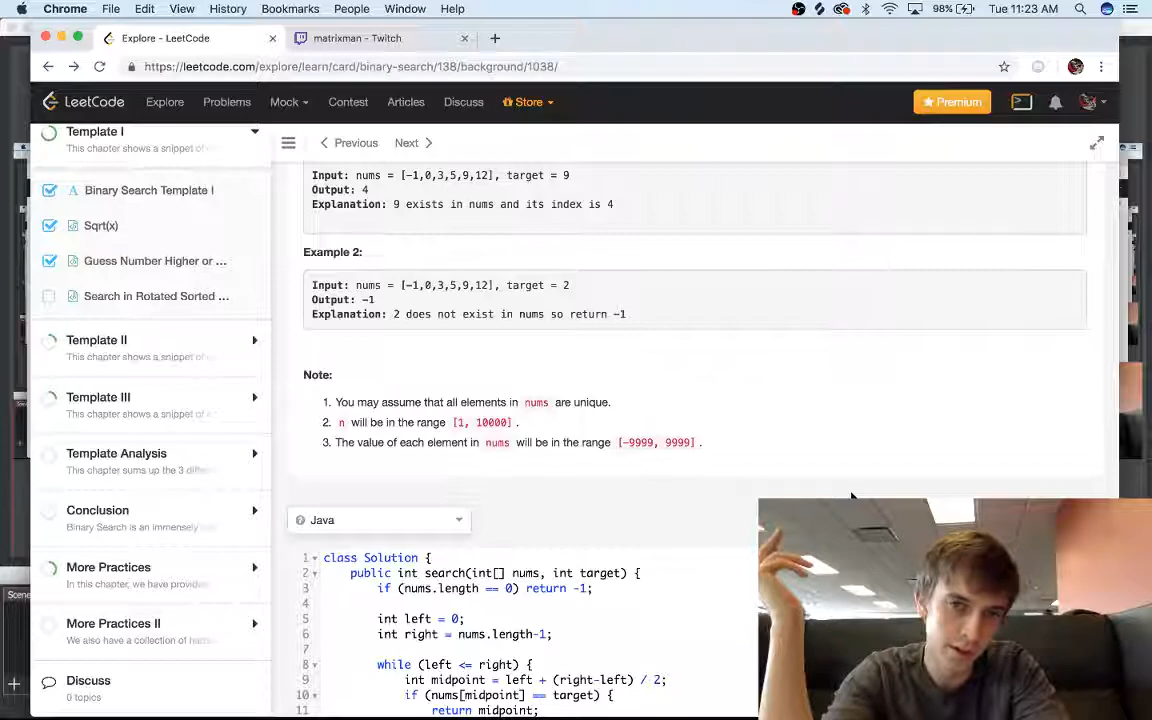 Chrome File Edit View History Bookmarks People Window Help 98% Tue 11:23 AM
Explore - LeetCode
matrixman - Twitch
https://leetcode.com/explore/learn/card/binary-search/138/background/1038/
LeetCode Explore Problems Mock Contest Articles Discuss Store Premium
Template I
This chapter shows a snippet of
Previous Next
Binary Search Template I
Sqrt(x)
Guess Number Higher or ...
Search in Rotated Sorted ...
Template II
This chapter shows a snippet of
Template III
This chapter shows a snippet of
Template Analysis
This chapter sums up the 3
Conclusion
Binary Search is an immensely
More Practices
In this chapter, we have
More Practices II
We also have a collection of
Discuss
0 topics
Input: nums = [-1,0,3,5,9,12], target = 9
Output: 4
Explanation: 9 exists in nums and its index is 4
Example 2:
Input: nums = [-1,0,3,5,9,12], target = 2
Output: -1
Explanation: 2 does not exist in nums so return -1
Note:
1. You may assume that all elements in nums are unique.
2. n will be in the range [1, 10000] .
3. The value of each element in nums will be in the range [-9999, 9999] .
Java
1 class Solution {
2 public int search(int[] nums, int target) {
3 if (nums.length == 0) return -1;
4
5 int left = 0;
6 int right = nums.length-1;
7
8 while (left <= right) {
9 int midpoint = left + (right-left) / 2;
10 if (nums[midpoint] == target) {
11 return midpoint;